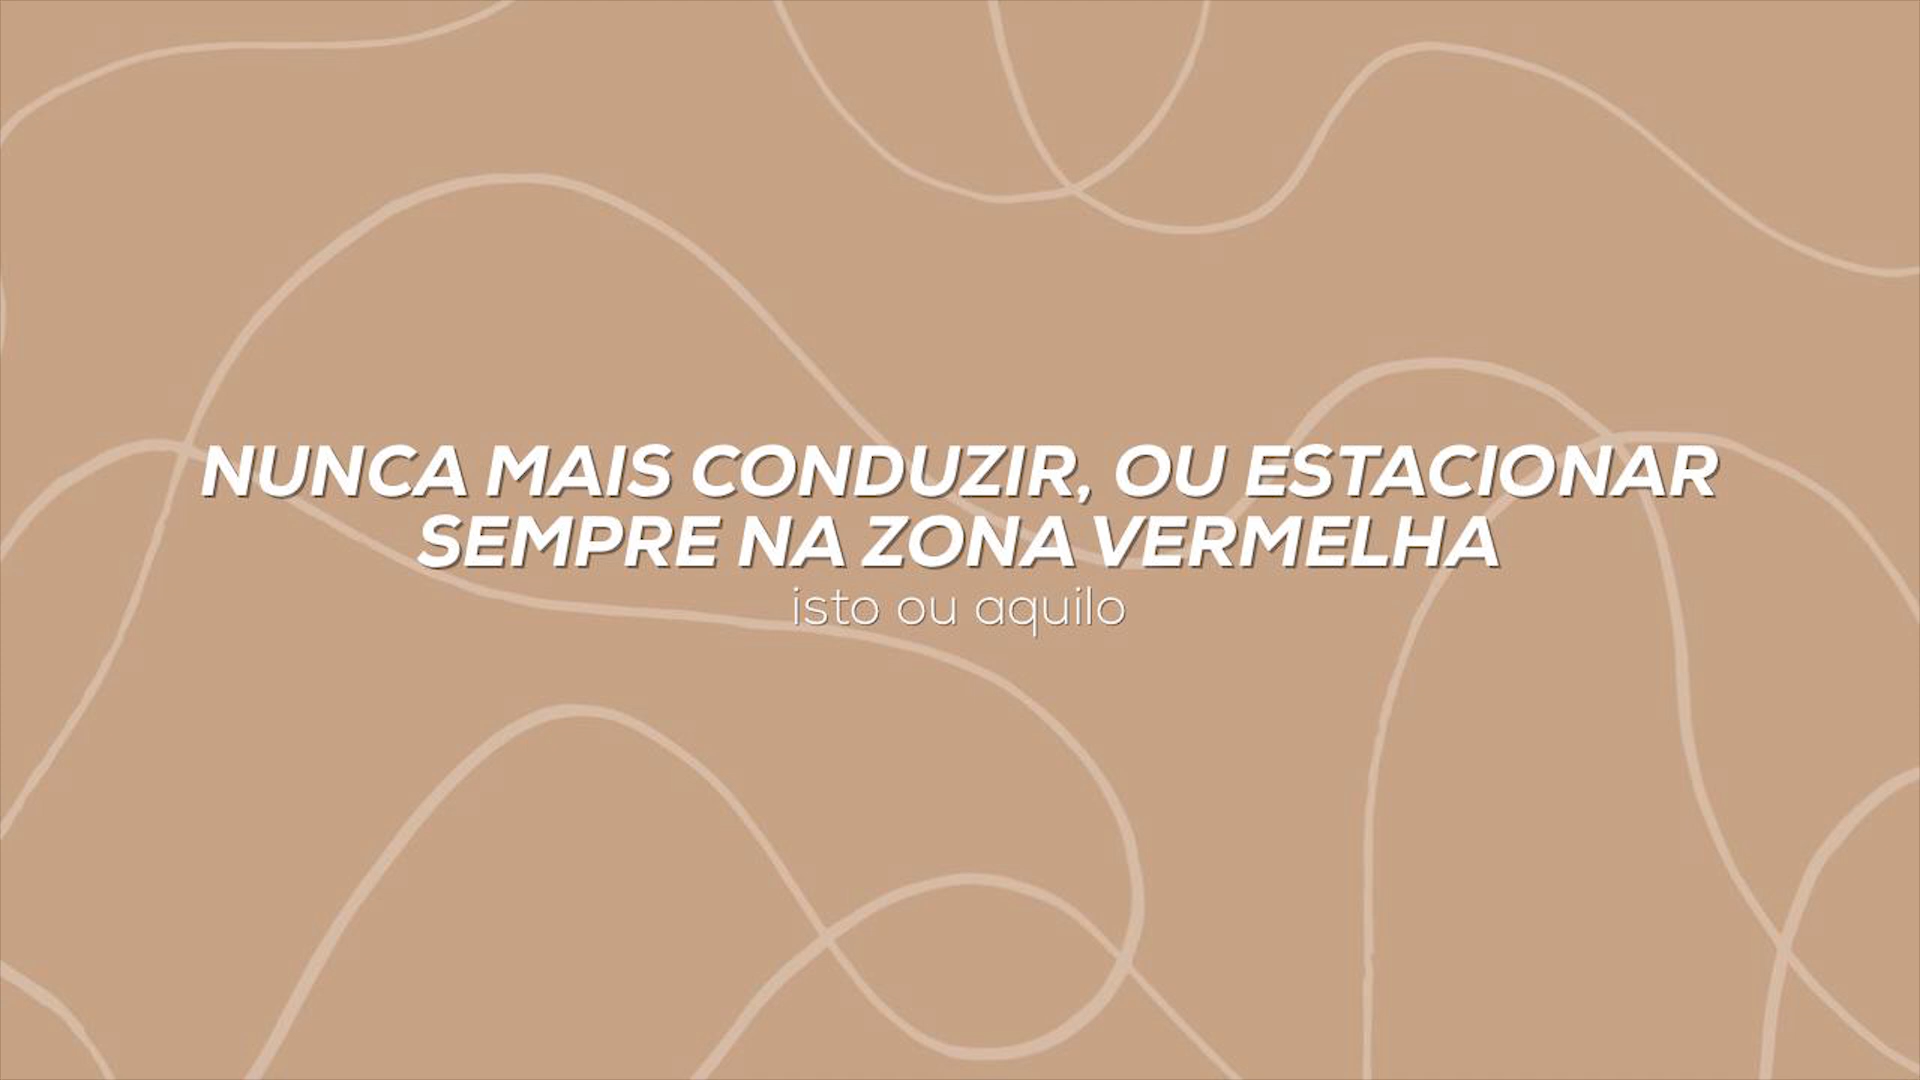 NUNCA MAIS CONDUZIR, OU ESTACIONAR
SEMPRE NA ZONA VERMELHA
isto ou aquilo